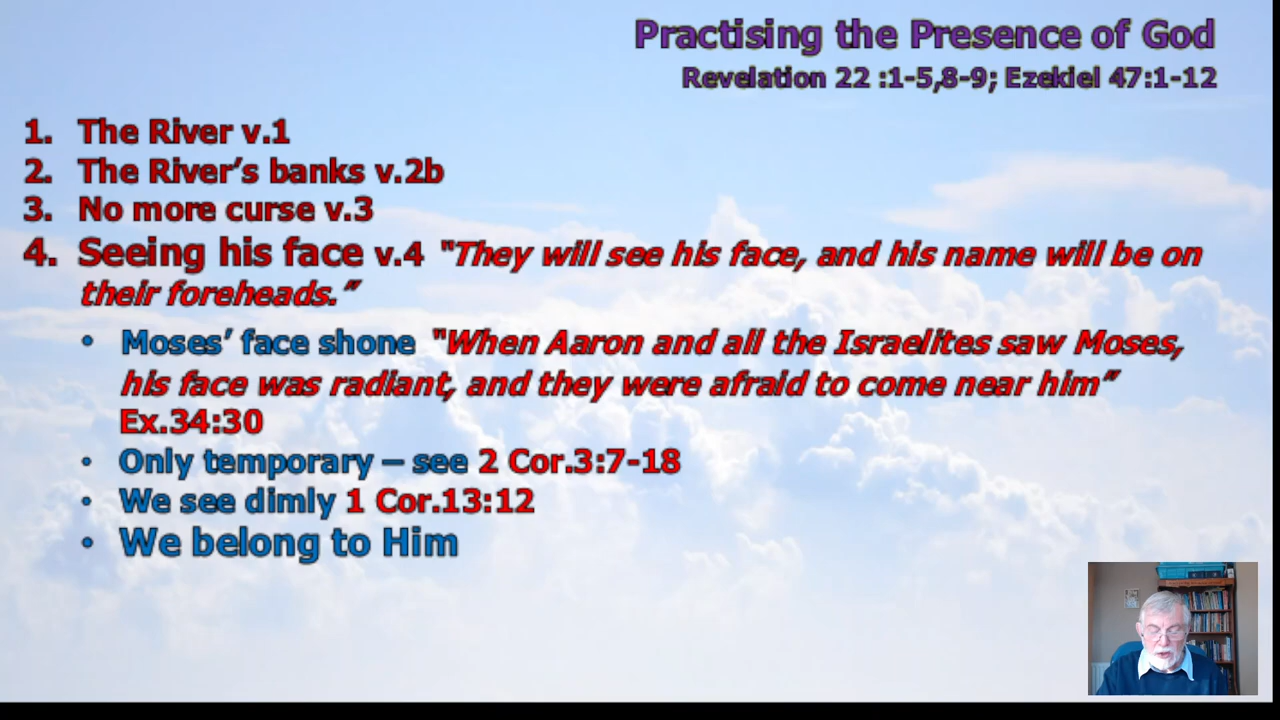 Practising the Presence of God
Revelation 22 :1-5,8-9; Ezekiel 47:1-12
1. The River v.1
2. The River’s banks v.2b
3. No more curse v.3
4. Seeing his face v.4 “They will see his face, and his name will be on
their foreheads.”
• Moses’ face shone “When Aaron and all the Israelites saw Moses,
his face was radiant, and they were afraid to come near him”
Ex.34:30
• Only temporary – see 2 Cor.3:7-18
• We see dimly 1 Cor.13:12
• We belong to Him